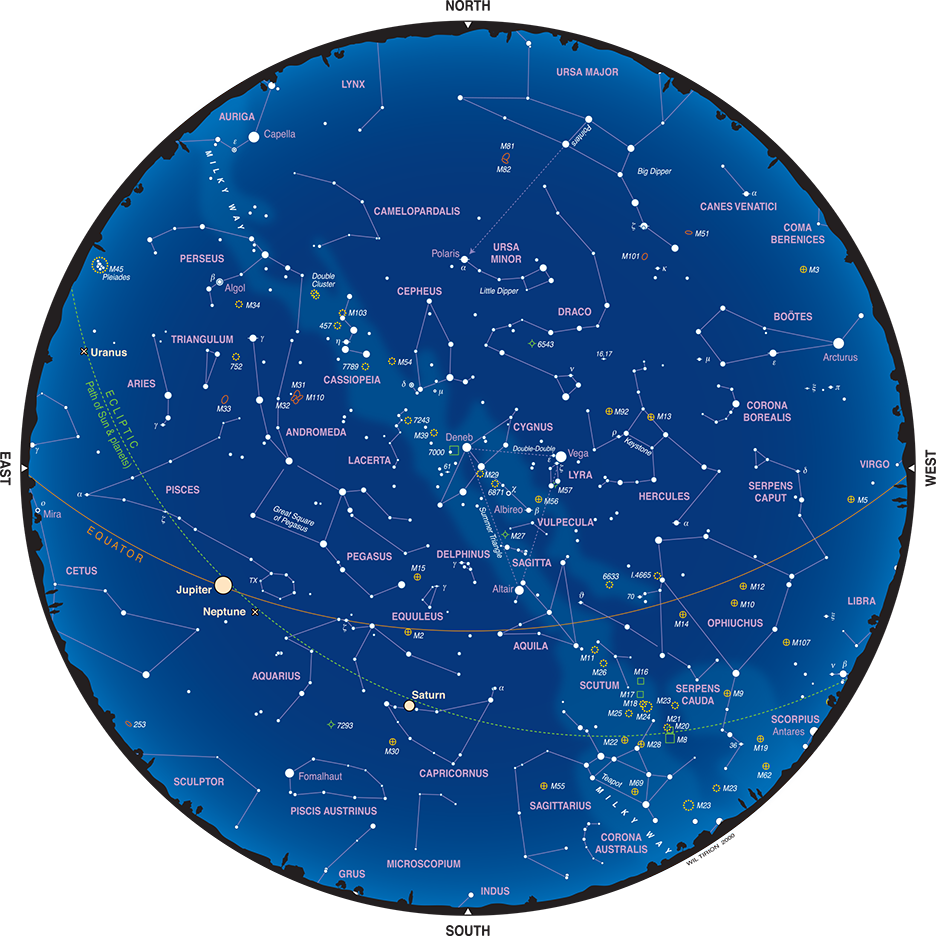 NORTH
URSA MAJOR
LYNX
AURIGA
Capella
ε
MILKY WAY
Pointers
M81
M82
Big Dipper
CANES VENATICI
α
CAMELOPARDALIS
ζ
M51
COMA
BERENICES
M101
κ
M3
Polaris
α
URSA
MINOR
Little Dipper
PERSEUS
M45
Pleiades
β
Algol
M34
Double
Cluster
CEPHEUS
DRACO
M103
457
BOÖTES
Arcturus
TRIANGULUM
γ
752
η
7789
M54
6543
16,17
μ
Uranus
CASSIOPEIA
ARIES
γ
M33
M31
M110
M32
δ
μ
ν
ξ
π
CORONA
BOREALIS
ECLIPTIC
(Path of Sun & planets)
7243
M39
M92
M13
CYGNUS
ρ
Keystone
ANDROMEDA
Deneb
7000
Double-Double
Vega
LACERTA
61
M29
ζ
LYRA
γ
EAST
WEST
VIRGO
δ
SERPENS
CAPUT
HERCULES
M5
PISCES
α
ο
Mira
ζ
6871
χ
M57
M56
Albireo
β
Great Square
of Pegasus
Summer Triangle
VULPECULA
α
M27
EQUATOR
PEGASUS
DELPHINUS
γ
SAGITTA
CETUS
Jupiter
TX
M15
γ
Altair
6633
I.4665
70
M12
M10
LIBRA
Neptune
EQUULEUS
θ
M14
OPHIUCHUS
ξ
ζ
M2
AQUILA
M11
M26
M107
AQUARIUS
M16
ν
β
SCUTUM
M17
SERPENS
CAUDA
M9
Saturn
α
M18
M23
M25
M24
M21
M20
SCORPIUS
Antares
253
7293
M30
M22
M28
M8
36
M19
M62
SCULPTOR
Fomalhaut
CAPRICORNUS
Teapot
M69
M55
M23
PISCIS AUSTRINUS
SAGITTARIUS
M23
MILKY WAY
CORONA
AUSTRALIS
WIL TIRION 2000
MICROSCOPIUM
GRUS
INDUS
SOUTH